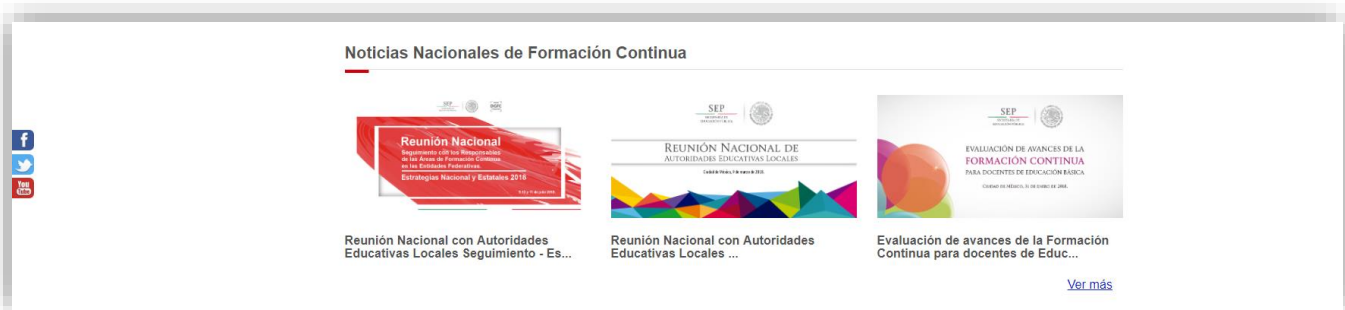 Noticias Nacionales de Formación Continua
SEP
Reunión Nacional
Seguimiento con los Responsables
de las Áreas de Formación Continua
en las Entidades Federativas.
Estrategias Nacional y Estatales 2016
SEP
REUNIÓN NACIONAL DE
AUTORIDADES EDUCATIVAS LOCALES
SEP
EVALUACIÓN DE AVANCES DE LA
FORMACIÓN CONTINUA
PARA DOCENTES DE EDUCACIÓN BÁSICA
You
Tube
Reunión Nacional con Autoridades
Educativas Locales Seguimiento - Es...
Reunión Nacional con Autoridades
Educativas Locales ...
Evaluación de avances de la Formación
Continua para docentes de Educ...
Ver más